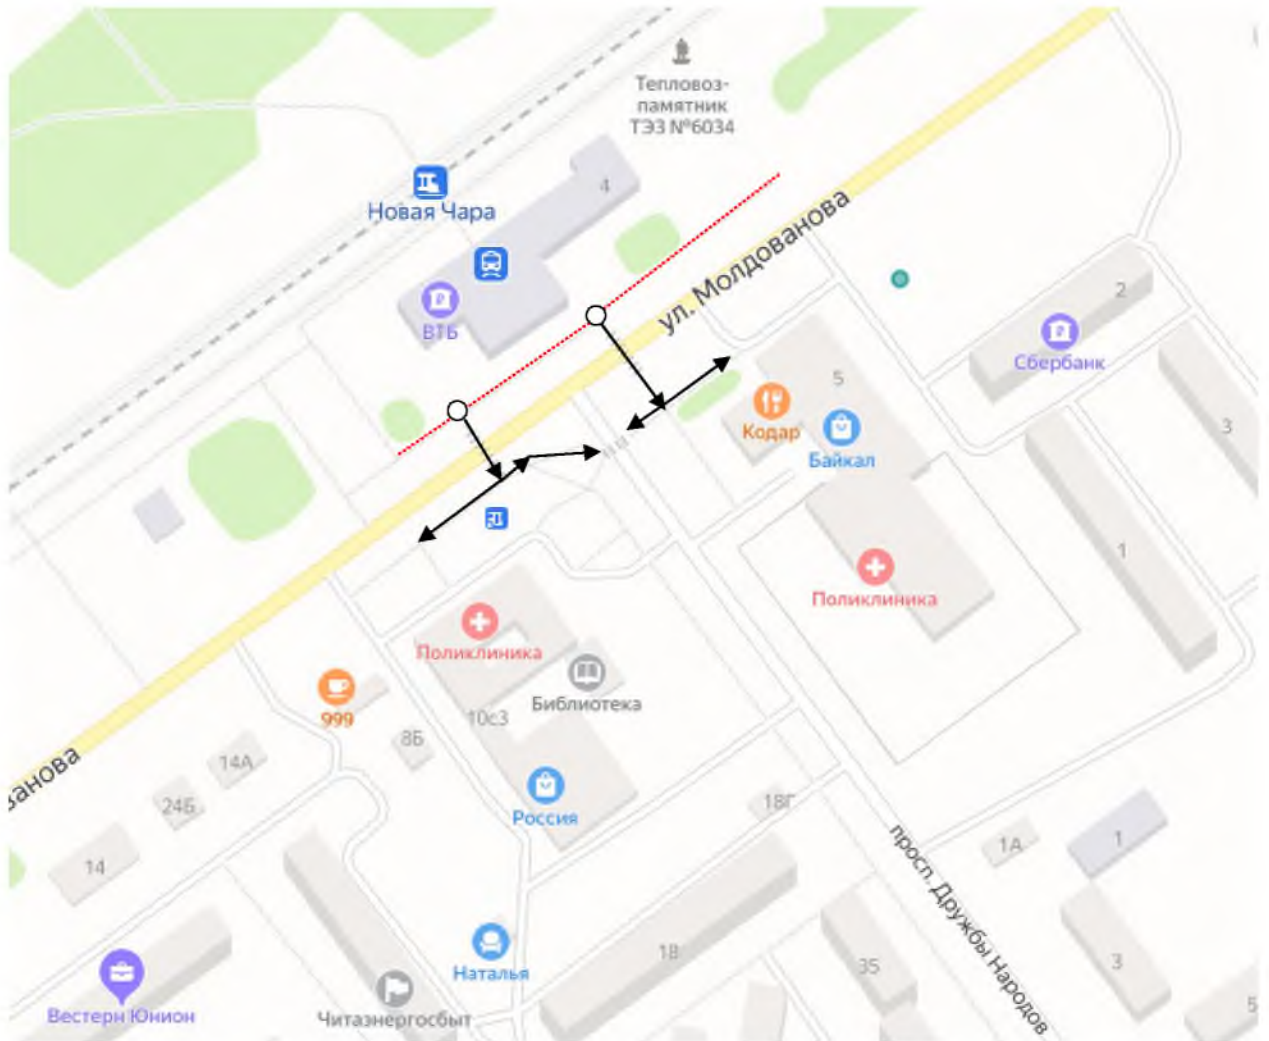 Тепловоз-
памятник
ТЭ3 №6034
4
Новая Чара
ВТБ
ул. Молдованова
2
Сбербанк
5
Кодар
Байкал
3
1
Поликлиника
Поликлиника
Библиотека
999
10с3
8Б
14А
ванова
24Б
Россия
18Г
14
1А
1
просп. Дружбы Народов
Наталья
18
35
3
5
Вестерн Юнион
Читаэнергосбыт